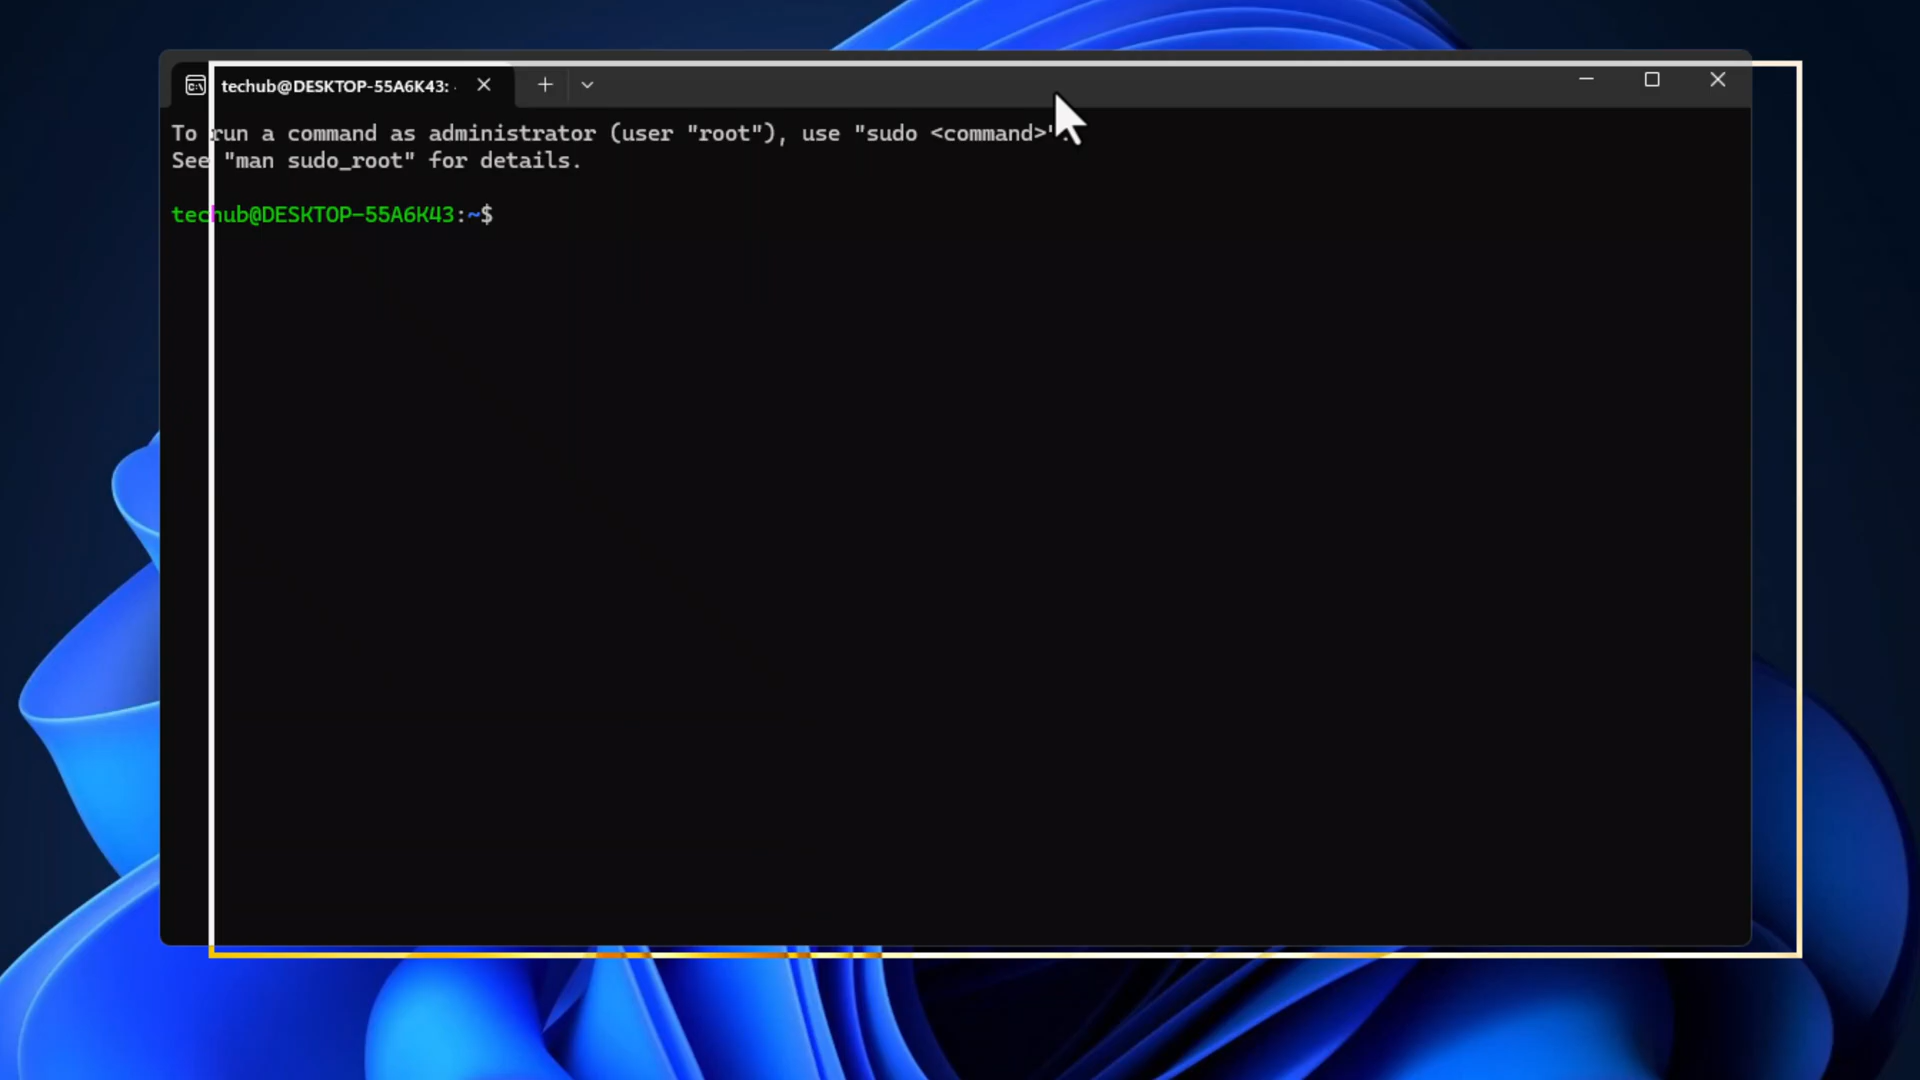 techub@DESKTOP-55A6K43:
To run a command as administrator (user "root"), use "sudo <command>".
See "man sudo_root" for details.
techub@DESKTOP-55A6K43:~$